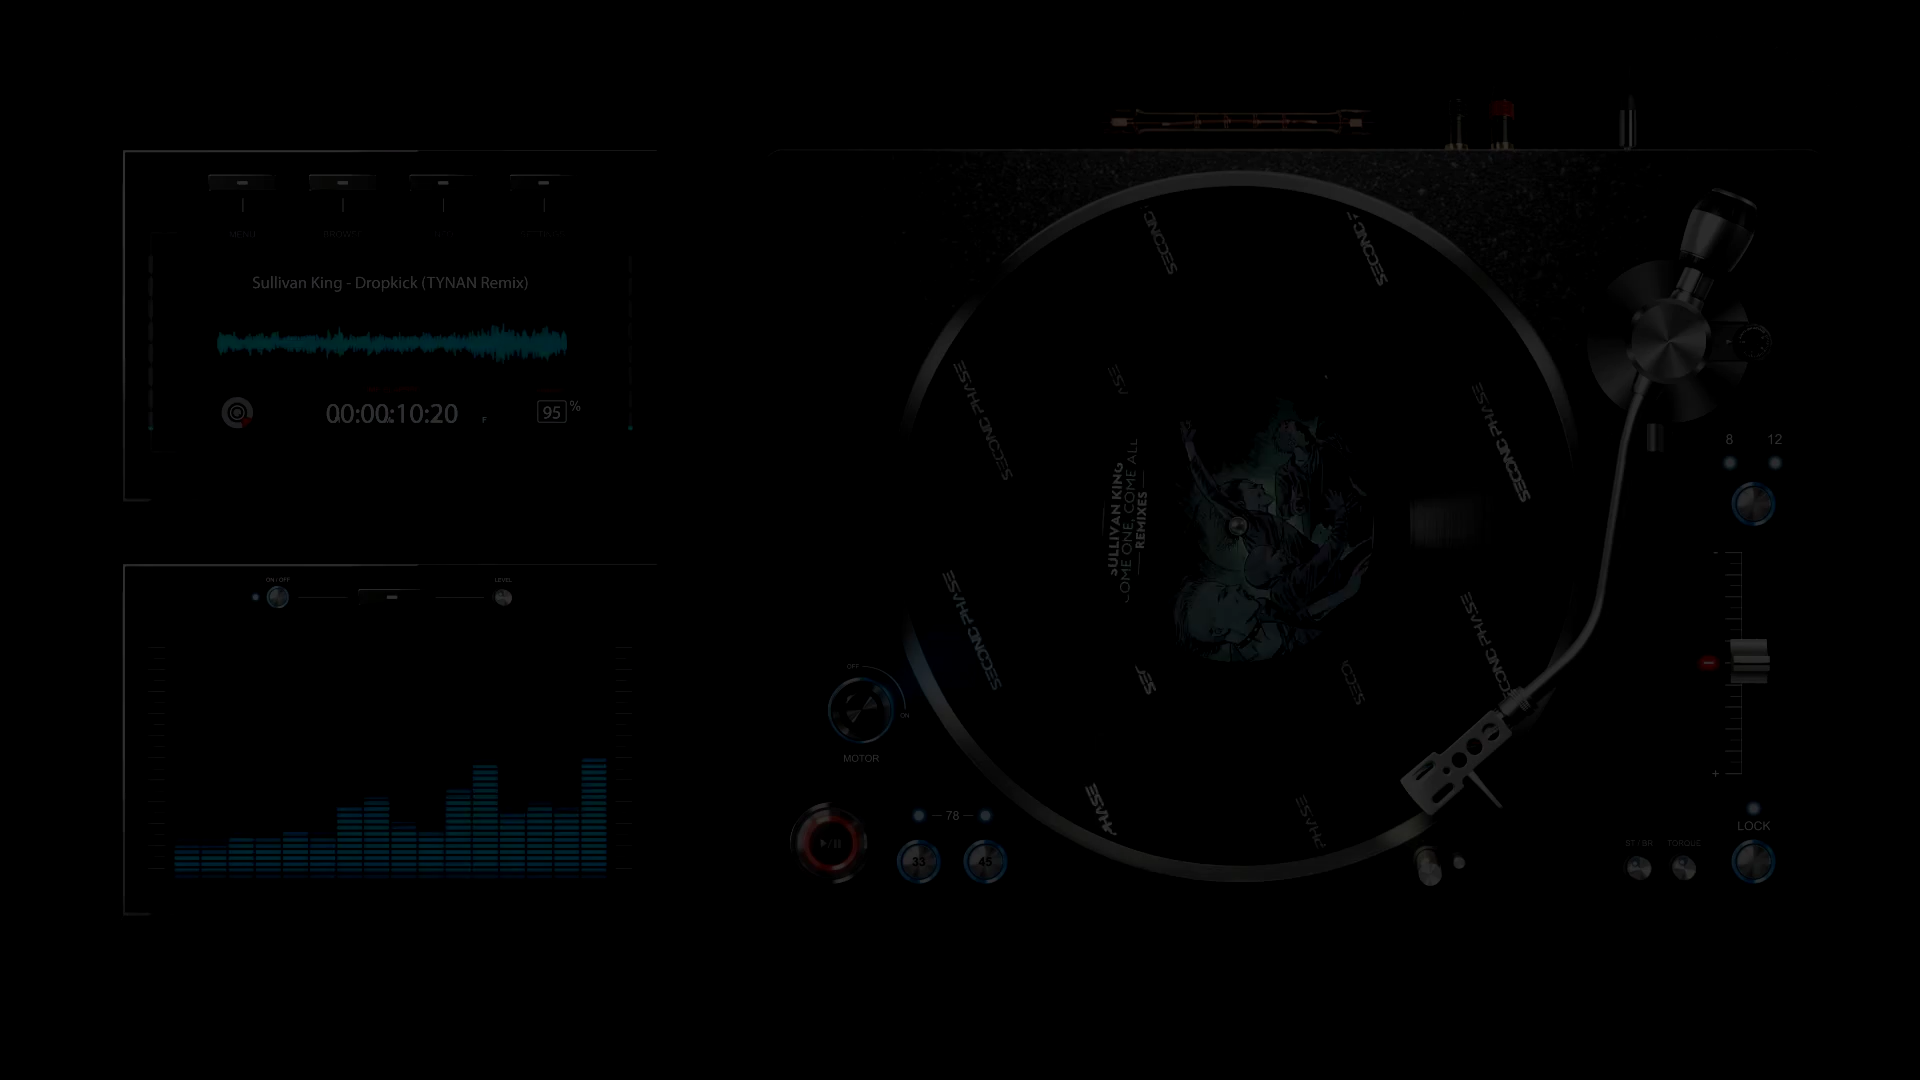 MENU
BROWSE
Sullivan King - Dropkick (TYNAN Remix)
00:00:10:20
95 %
ON / OFF
LEVEL
SECOND PHASE
SECOND PHASE
SECOND PHASE
SECOND PHASE
SULLIVAN KING
COME ONE, COME ALL
REMIXES
8
12
OFF
ON
MOTOR
78
33
45
-
+
LOCK
ST / BR
TORQUE